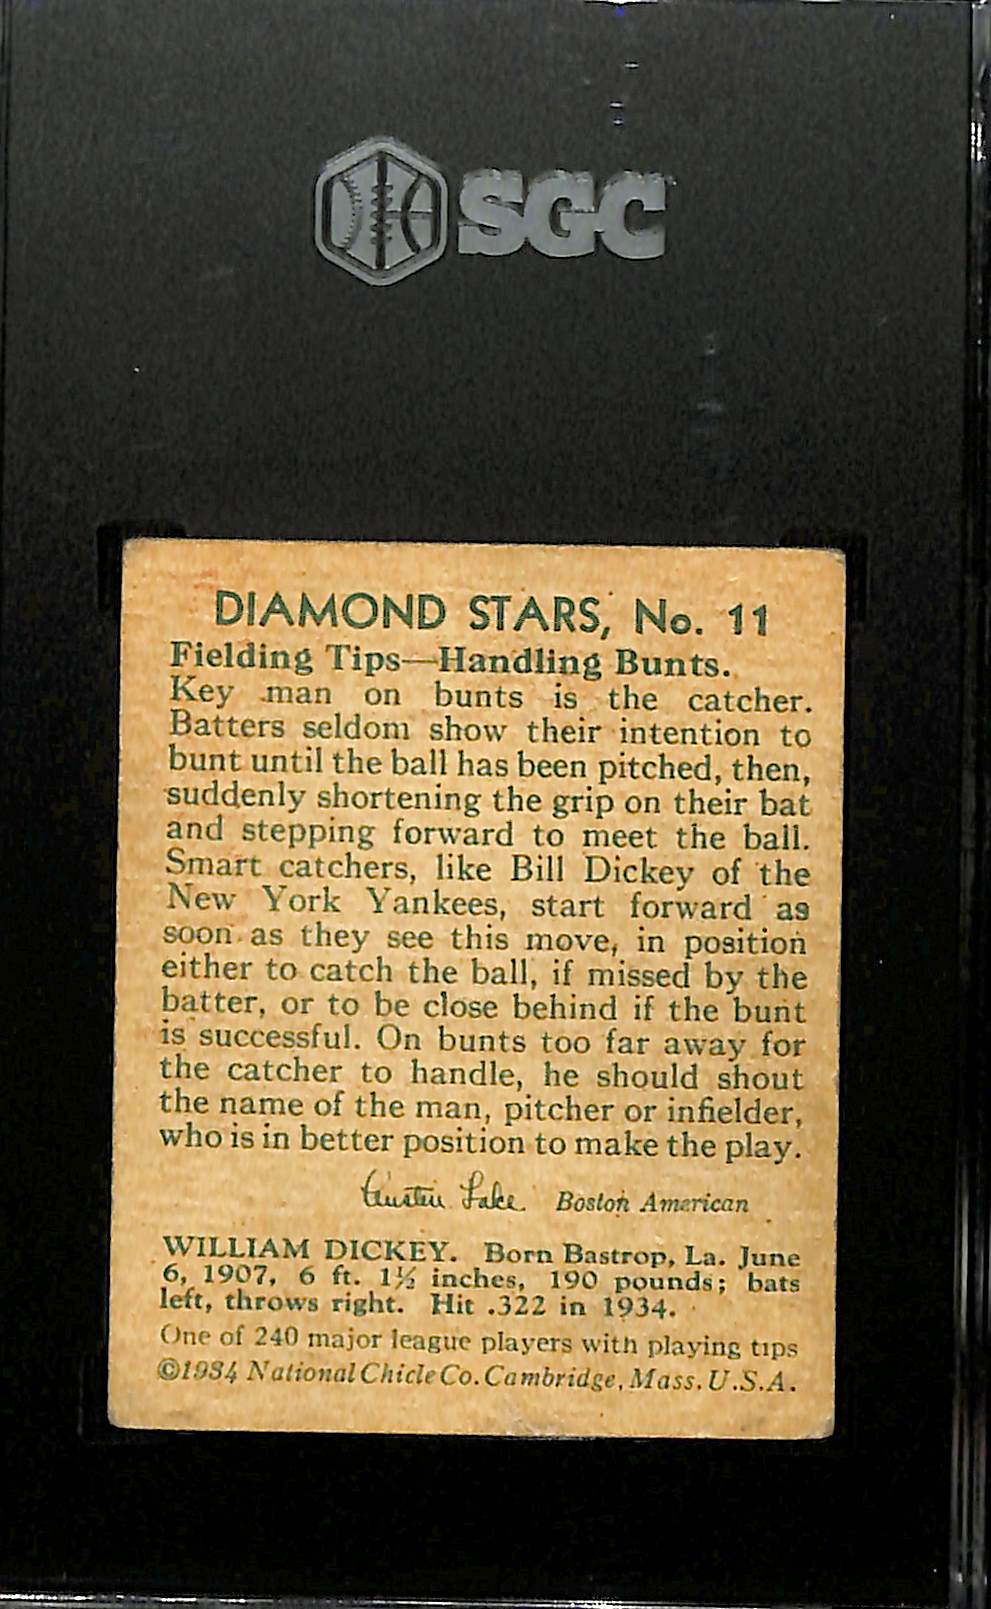 SGC
DIAMOND STARS, No. 11
Fielding Tips—Handling Bunts.
Key man on bunts is the catcher.
Batters seldom show their intention to
bunt until the ball has been pitched, then,
suddenly shortening the grip on their bat
and stepping forward to meet the ball.
Smart catchers, like Bill Dickey of the
New York Yankees, start forward as
soon as they see this move, in position
either to catch the ball, if missed by the
batter, or to be close behind if the bunt
is successful. On bunts too far away for
the catcher to handle, he should shout
the name of the man, pitcher or infielder,
who is in better position to make the play.
Austen Lake Boston American
WILLIAM DICKEY. Born Bastrop, La. June
6, 1907, 6 ft. 1½ inches, 190 pounds; bats
left, throws right. Hit .322 in 1934.
One of 240 major league players with playing tips
©1934 National Chicle Co. Cambridge, Mass. U.S.A.